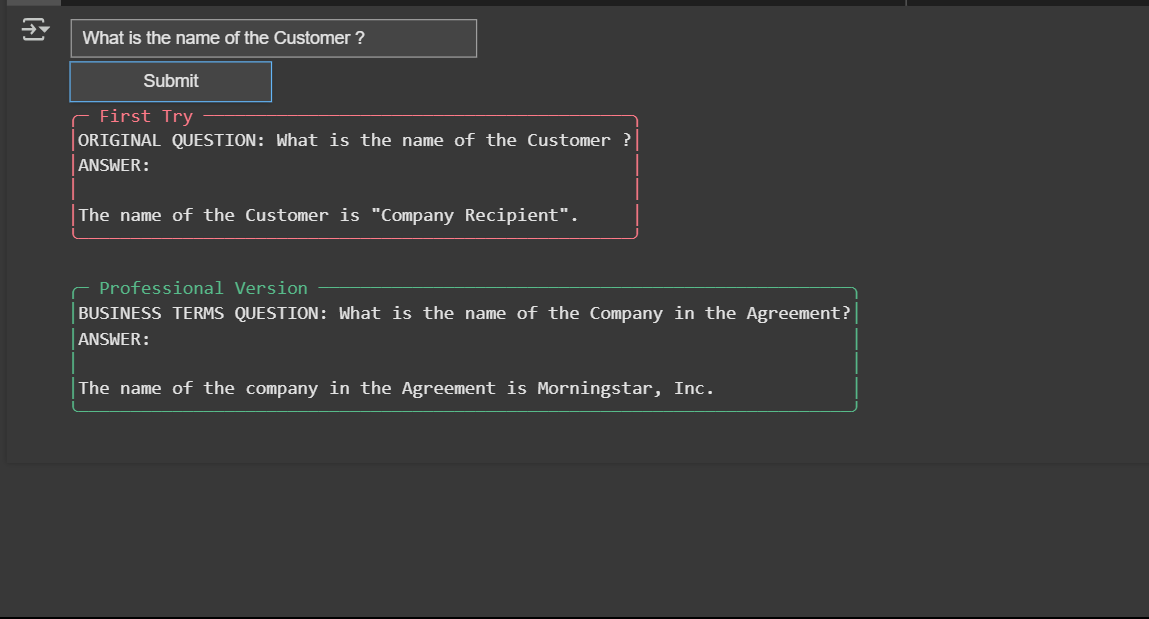 What is the name of the Customer ?
Submit
First Try
ORIGINAL QUESTION: What is the name of the Customer ?
ANSWER:
The name of the Customer is "Company Recipient".
Professional Version
BUSINESS TERMS QUESTION: What is the name of the Company in the Agreement?
ANSWER:
The name of the company in the Agreement is Morningstar, Inc.